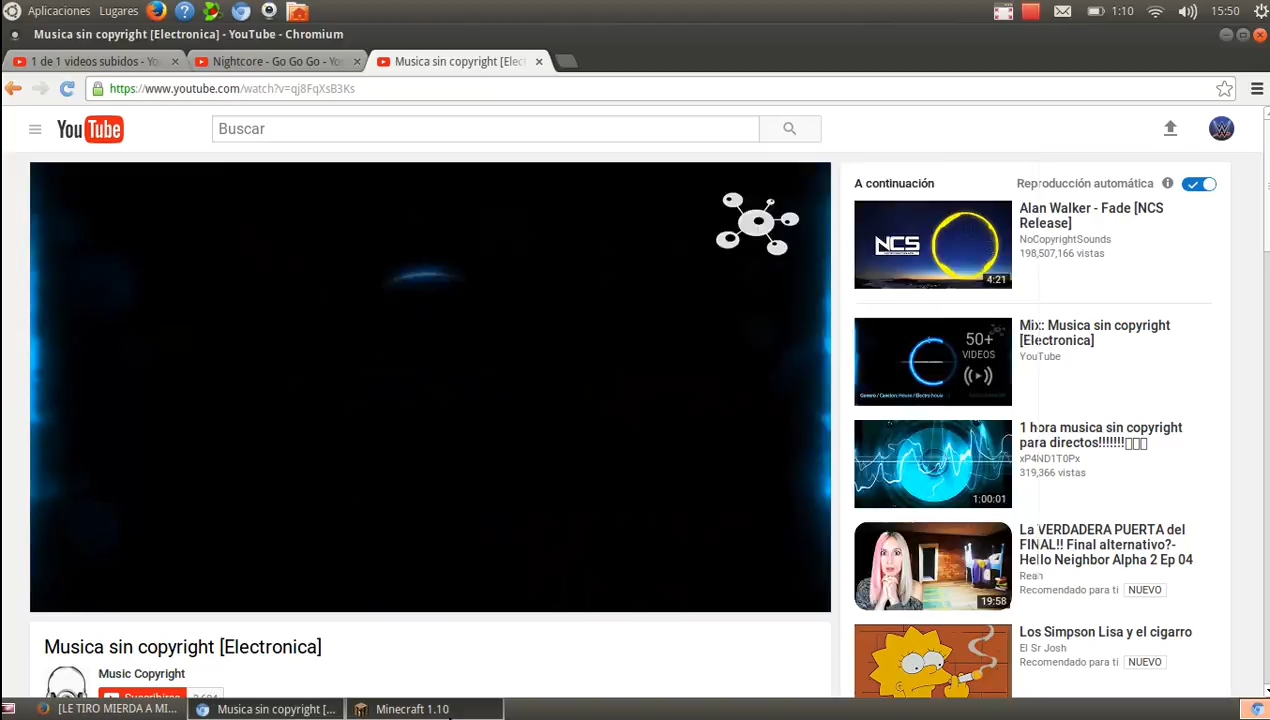 Aplicaciones Lugares 1:10 15:50
Musica sin copyright [Electronica] - YouTube - Chromium
1 de 1 videos subidos - Yo
Nightcore - Go Go Go - Yo
Musica sin copyright [Elec
https://www.youtube.com/watch?v=qj8FqXsB3Ks
YouTube
Buscar
A continuación
Reproducción automática
Alan Walker - Fade [NCS
Release]
NoCopyrightSounds
198,507,166 vistas
NCS
4:21
Mix: Musica sin copyright
[Electronica]
YouTube
50+
VIDEOS
1 hora musica sin copyright
para directos!!!!!!!
xP4ND1T0Px
319,366 vistas
1:00:01
La VERDADERA PUERTA del
FINAL!! Final alternativo?-
Hello Neighbor Alpha 2 Ep 04
Recomendado para ti NUEVO
19:58
Los Simpson Lisa y el cigarro
El Sr Josh
Recomendado para ti NUEVO
Musica sin copyright [Electronica]
Music Copyright
[LE TIRO MIERDA A MI...
Musica sin copyright [...
Minecraft 1.10